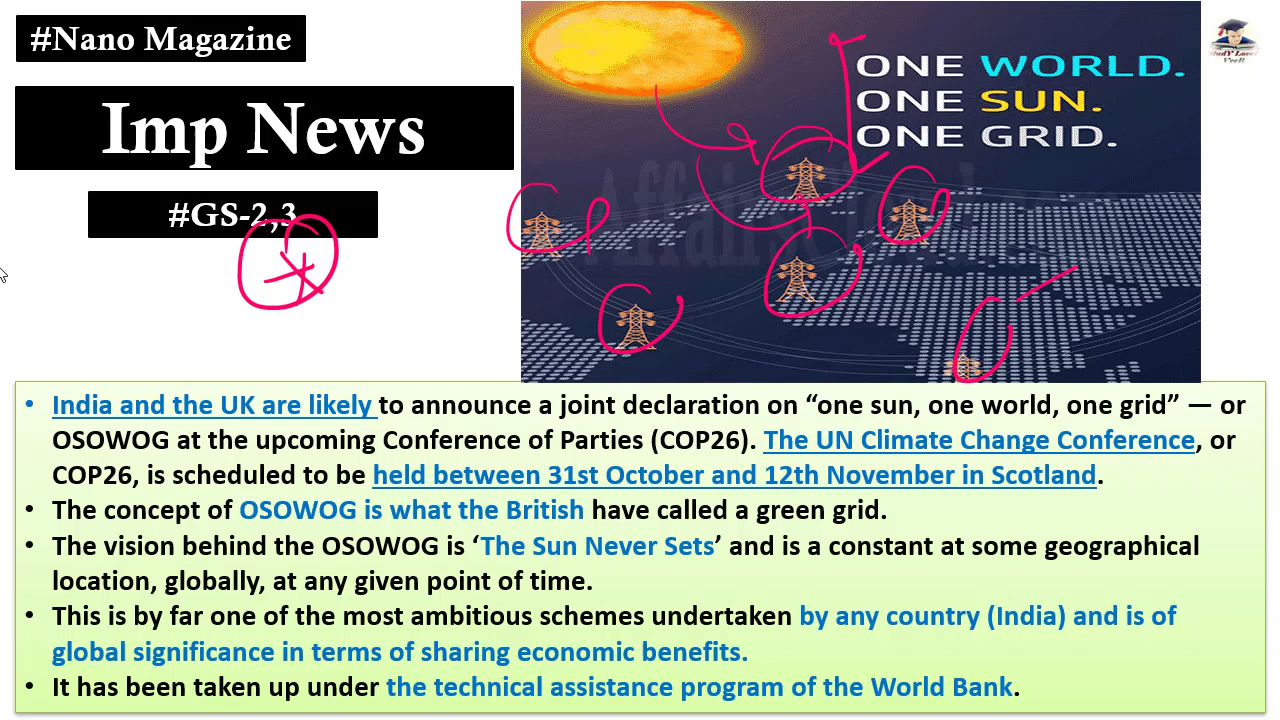 #Nano Magazine
Imp News
#GS-2,3
ONE WORLD.
ONE SUN.
ONE GRID.
• India and the UK are likely to announce a joint declaration on “one sun, one world, one grid” — or
OSOWOG at the upcoming Conference of Parties (COP26). The UN Climate Change Conference, or
COP26, is scheduled to be held between 31st October and 12th November in Scotland.
• The concept of OSOWOG is what the British have called a green grid.
• The vision behind the OSOWOG is ‘The Sun Never Sets’ and is a constant at some geographical
location, globally, at any given point of time.
• This is by far one of the most ambitious schemes undertaken by any country (India) and is of
global significance in terms of sharing economic benefits.
• It has been taken up under the technical assistance program of the World Bank.